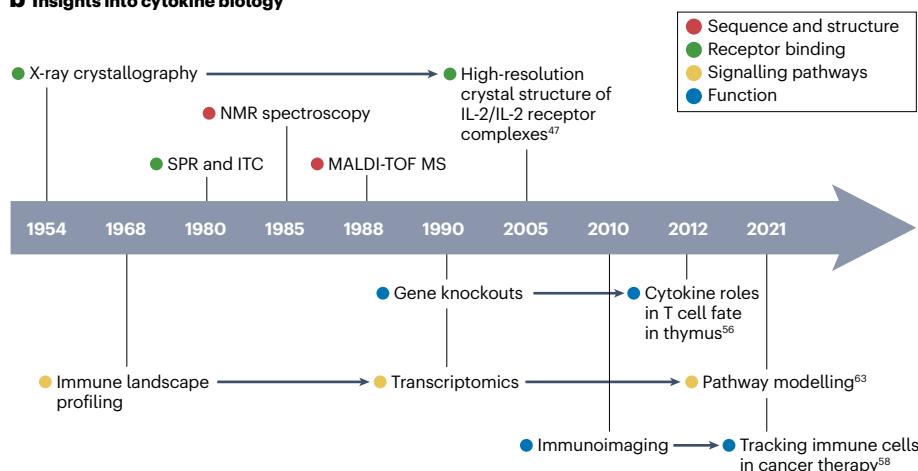 b Insights into cytokine biology
Sequence and structure
Receptor binding
Signalling pathways
Function
X-ray crystallography
High-resolution
crystal structure of
IL-2/IL-2 receptor
complexes47
NMR spectroscopy
SPR and ITC
MALDI-TOF MS
1954 1968 1980 1985 1988 1990 2005 2010 2012 2021
Gene knockouts
Cytokine roles
in T cell fate
in thymus56
Immune landscape
profiling
Transcriptomics
Pathway modelling63
Immunoimaging
Tracking immune cells
in cancer therapy58